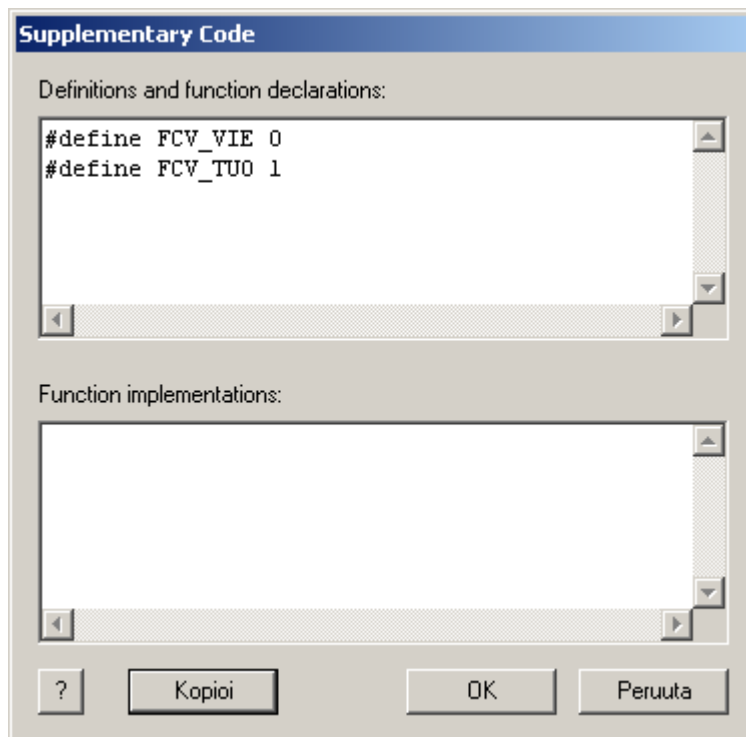 Supplementary Code
Definitions and function declarations:
#define FCV_VIE 0
#define FCV_TUO 1
Function implementations:
?
Kopioi
OK
Peruuta